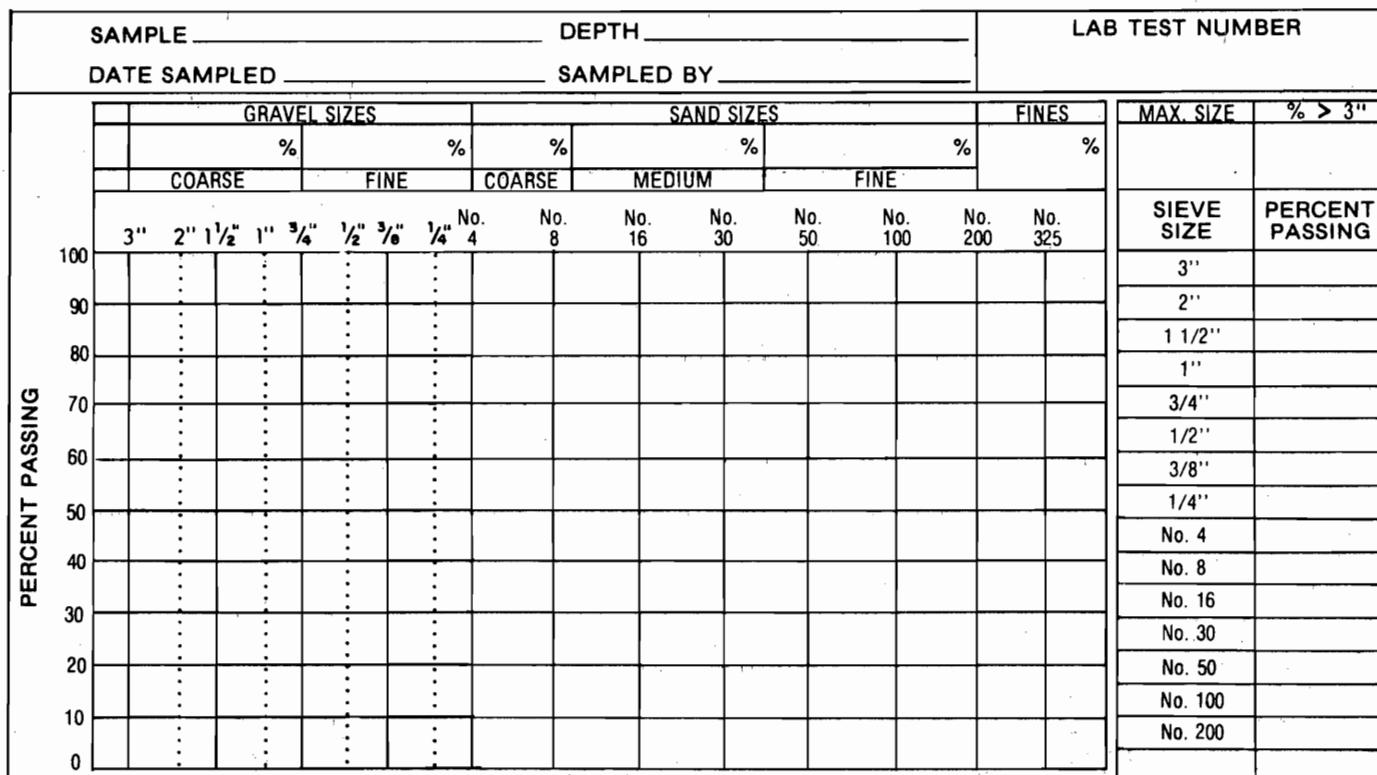 SAMPLE DEPTH LAB TEST NUMBER
DATE SAMPLED SAMPLED BY
GRAVEL SIZES SAND SIZES FINES
% % % % % %
COARSE FINE COARSE MEDIUM FINE
3" 2" 1½" 1" ¾" ½" ⅜" ¼" No. 4 No. 8 No. 16 No. 30 No. 50 No. 100 No. 200 No. 325
PERCENT PASSING
100
90
80
70
60
50
40
30
20
10
0
MAX. SIZE % > 3"
SIEVE SIZE PERCENT PASSING
3"
2"
1 1/2"
1"
3/4"
1/2"
3/8"
1/4"
No. 4
No. 8
No. 16
No. 30
No. 50
No. 100
No. 200